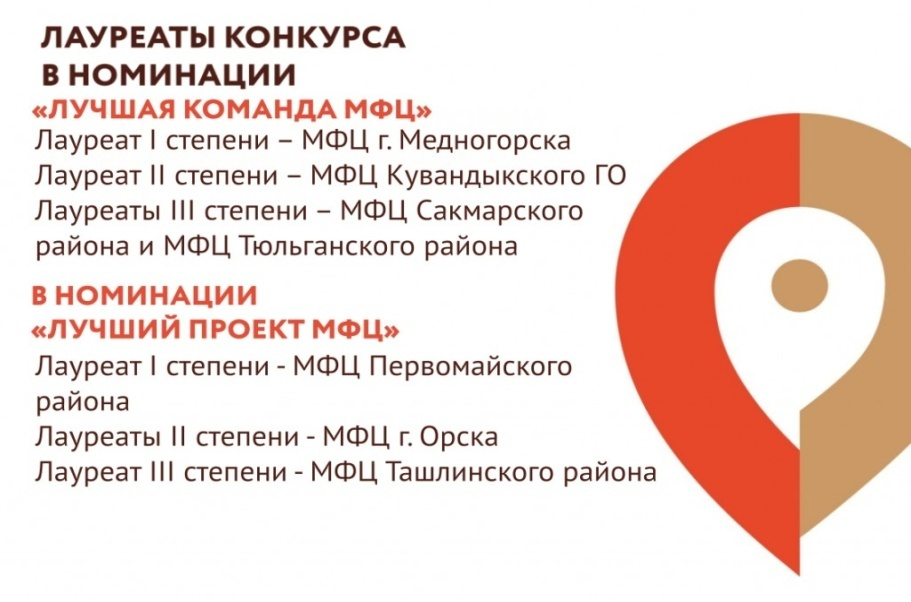 ЛАУРЕАТЫ КОНКУРСА
В НОМИНАЦИИ
«ЛУЧШАЯ КОМАНДА МФЦ»
Лауреат I степени – МФЦ г. Медногорска
Лауреат II степени – МФЦ Кувандыкского ГО
Лауреаты III степени – МФЦ Сакмарского
района и МФЦ Тюльганского района
В НОМИНАЦИИ
«ЛУЧШИЙ ПРОЕКТ МФЦ»
Лауреат I степени - МФЦ Первомайского
района
Лауреаты II степени - МФЦ г. Орска
Лауреат III степени - МФЦ Ташлинского района